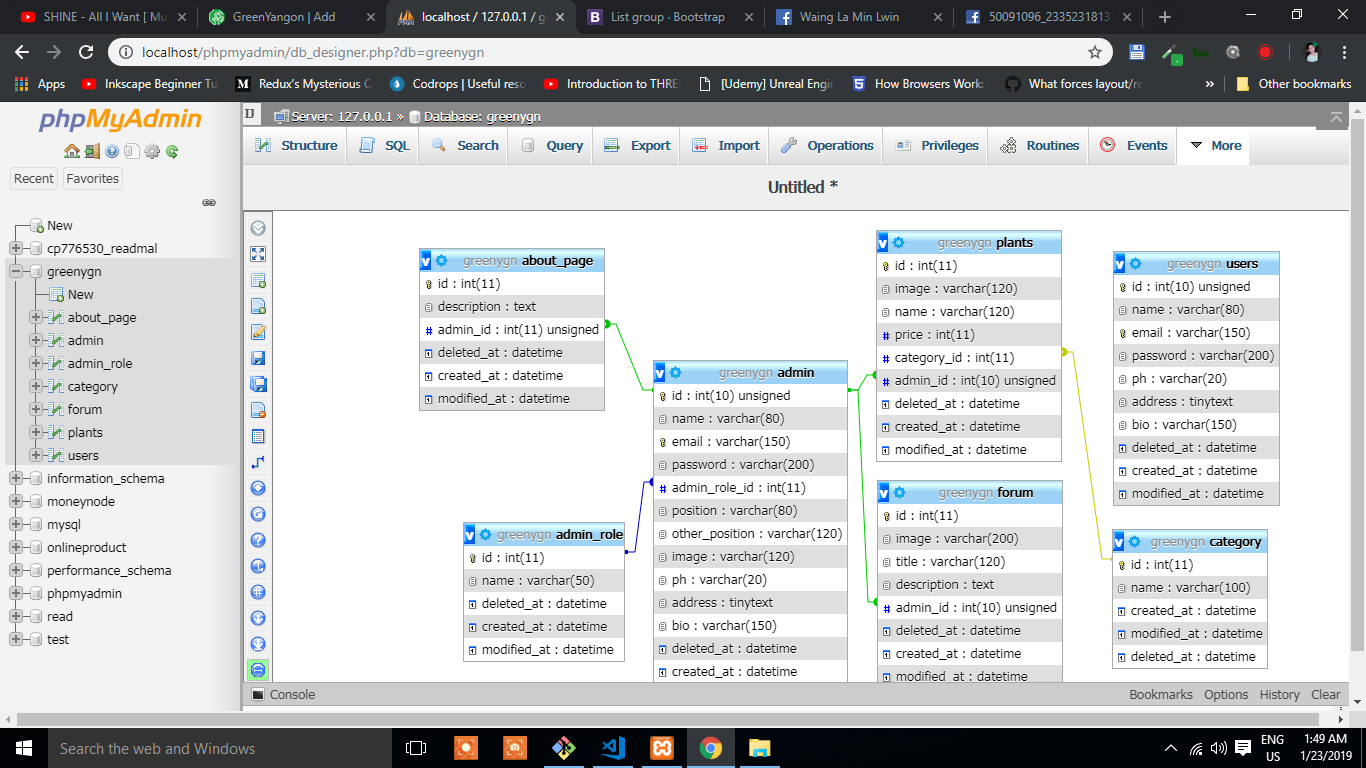 SHINE - All I Want [ Mu
GreenYangon | Add
localhost / 127.0.0.1 / g
List group · Bootstrap
Waing La Min Lwin
50091096_2335231813
localhost/phpmyadmin/db_designer.php?db=greenygn
Apps
Inkscape Beginner Tu
Redux's Mysterious C
Codrops | Useful reso
Introduction to THRE
[Udemy] Unreal Engin
How Browsers Work:
What forces layout/re
»
Other bookmarks
phpMyAdmin
Recent
Favorites
New
cp776530_readmal
greenygn
New
about_page
admin
admin_role
category
forum
plants
users
information_schema
moneynode
mysql
onlineproduct
performance_schema
phpmyadmin
read
test
Server: 127.0.0.1 » Database: greenygn
Structure
SQL
Search
Query
Export
Import
Operations
Privileges
Routines
Events
More
Untitled *
greenygn about_page
id : int(11)
description : text
admin_id : int(11) unsigned
deleted_at : datetime
created_at : datetime
modified_at : datetime
greenygn admin_role
id : int(11)
name : varchar(50)
deleted_at : datetime
created_at : datetime
modified_at : datetime
greenygn admin
id : int(10) unsigned
name : varchar(80)
email : varchar(150)
password : varchar(200)
admin_role_id : int(11)
position : varchar(80)
other_position : varchar(120)
image : varchar(120)
ph : varchar(20)
address : tinytext
bio : varchar(150)
deleted_at : datetime
created_at : datetime
greenygn plants
id : int(11)
image : varchar(120)
name : varchar(120)
price : int(11)
category_id : int(11)
admin_id : int(10) unsigned
deleted_at : datetime
created_at : datetime
modified_at : datetime
greenygn forum
id : int(11)
image : varchar(200)
title : varchar(120)
description : text
admin_id : int(10) unsigned
deleted_at : datetime
created_at : datetime
modified_at : datetime
greenygn users
id : int(10) unsigned
name : varchar(80)
email : varchar(150)
password : varchar(200)
ph : varchar(20)
address : tinytext
bio : varchar(150)
deleted_at : datetime
created_at : datetime
modified_at : datetime
greenygn category
id : int(11)
name : varchar(100)
created_at : datetime
modified_at : datetime
deleted_at : datetime
Console
Bookmarks
Options
History
Clear
Search the web and Windows
ENG
US
1:49 AM
1/23/2019